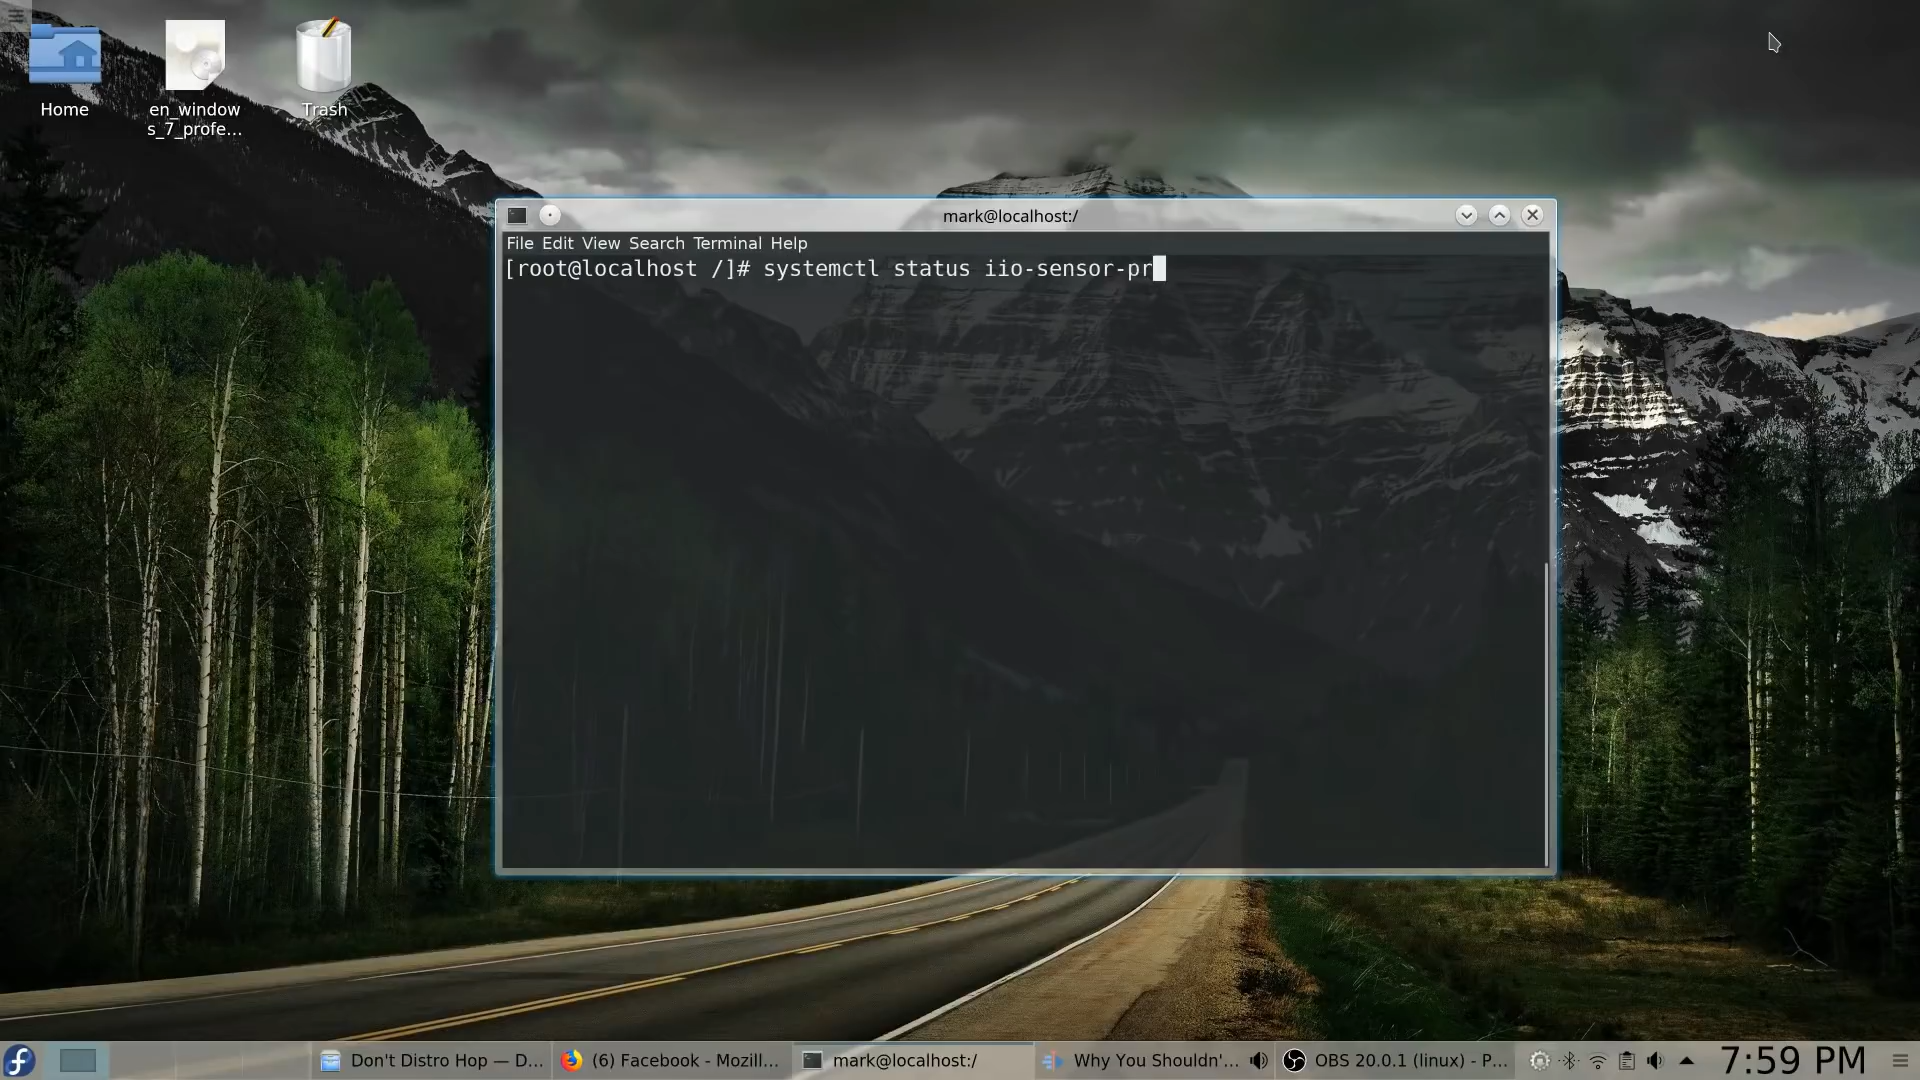 Home
en_window
s_7_profe...
Trash
mark@localhost:/
File Edit View Search Terminal Help
[root@localhost /]# systemctl status iio-sensor-pr
Don't Distro Hop — D...
(6) Facebook - Mozill...
mark@localhost:/
Why You Shouldn'...
OBS 20.0.1 (linux) - P...
7:59 PM